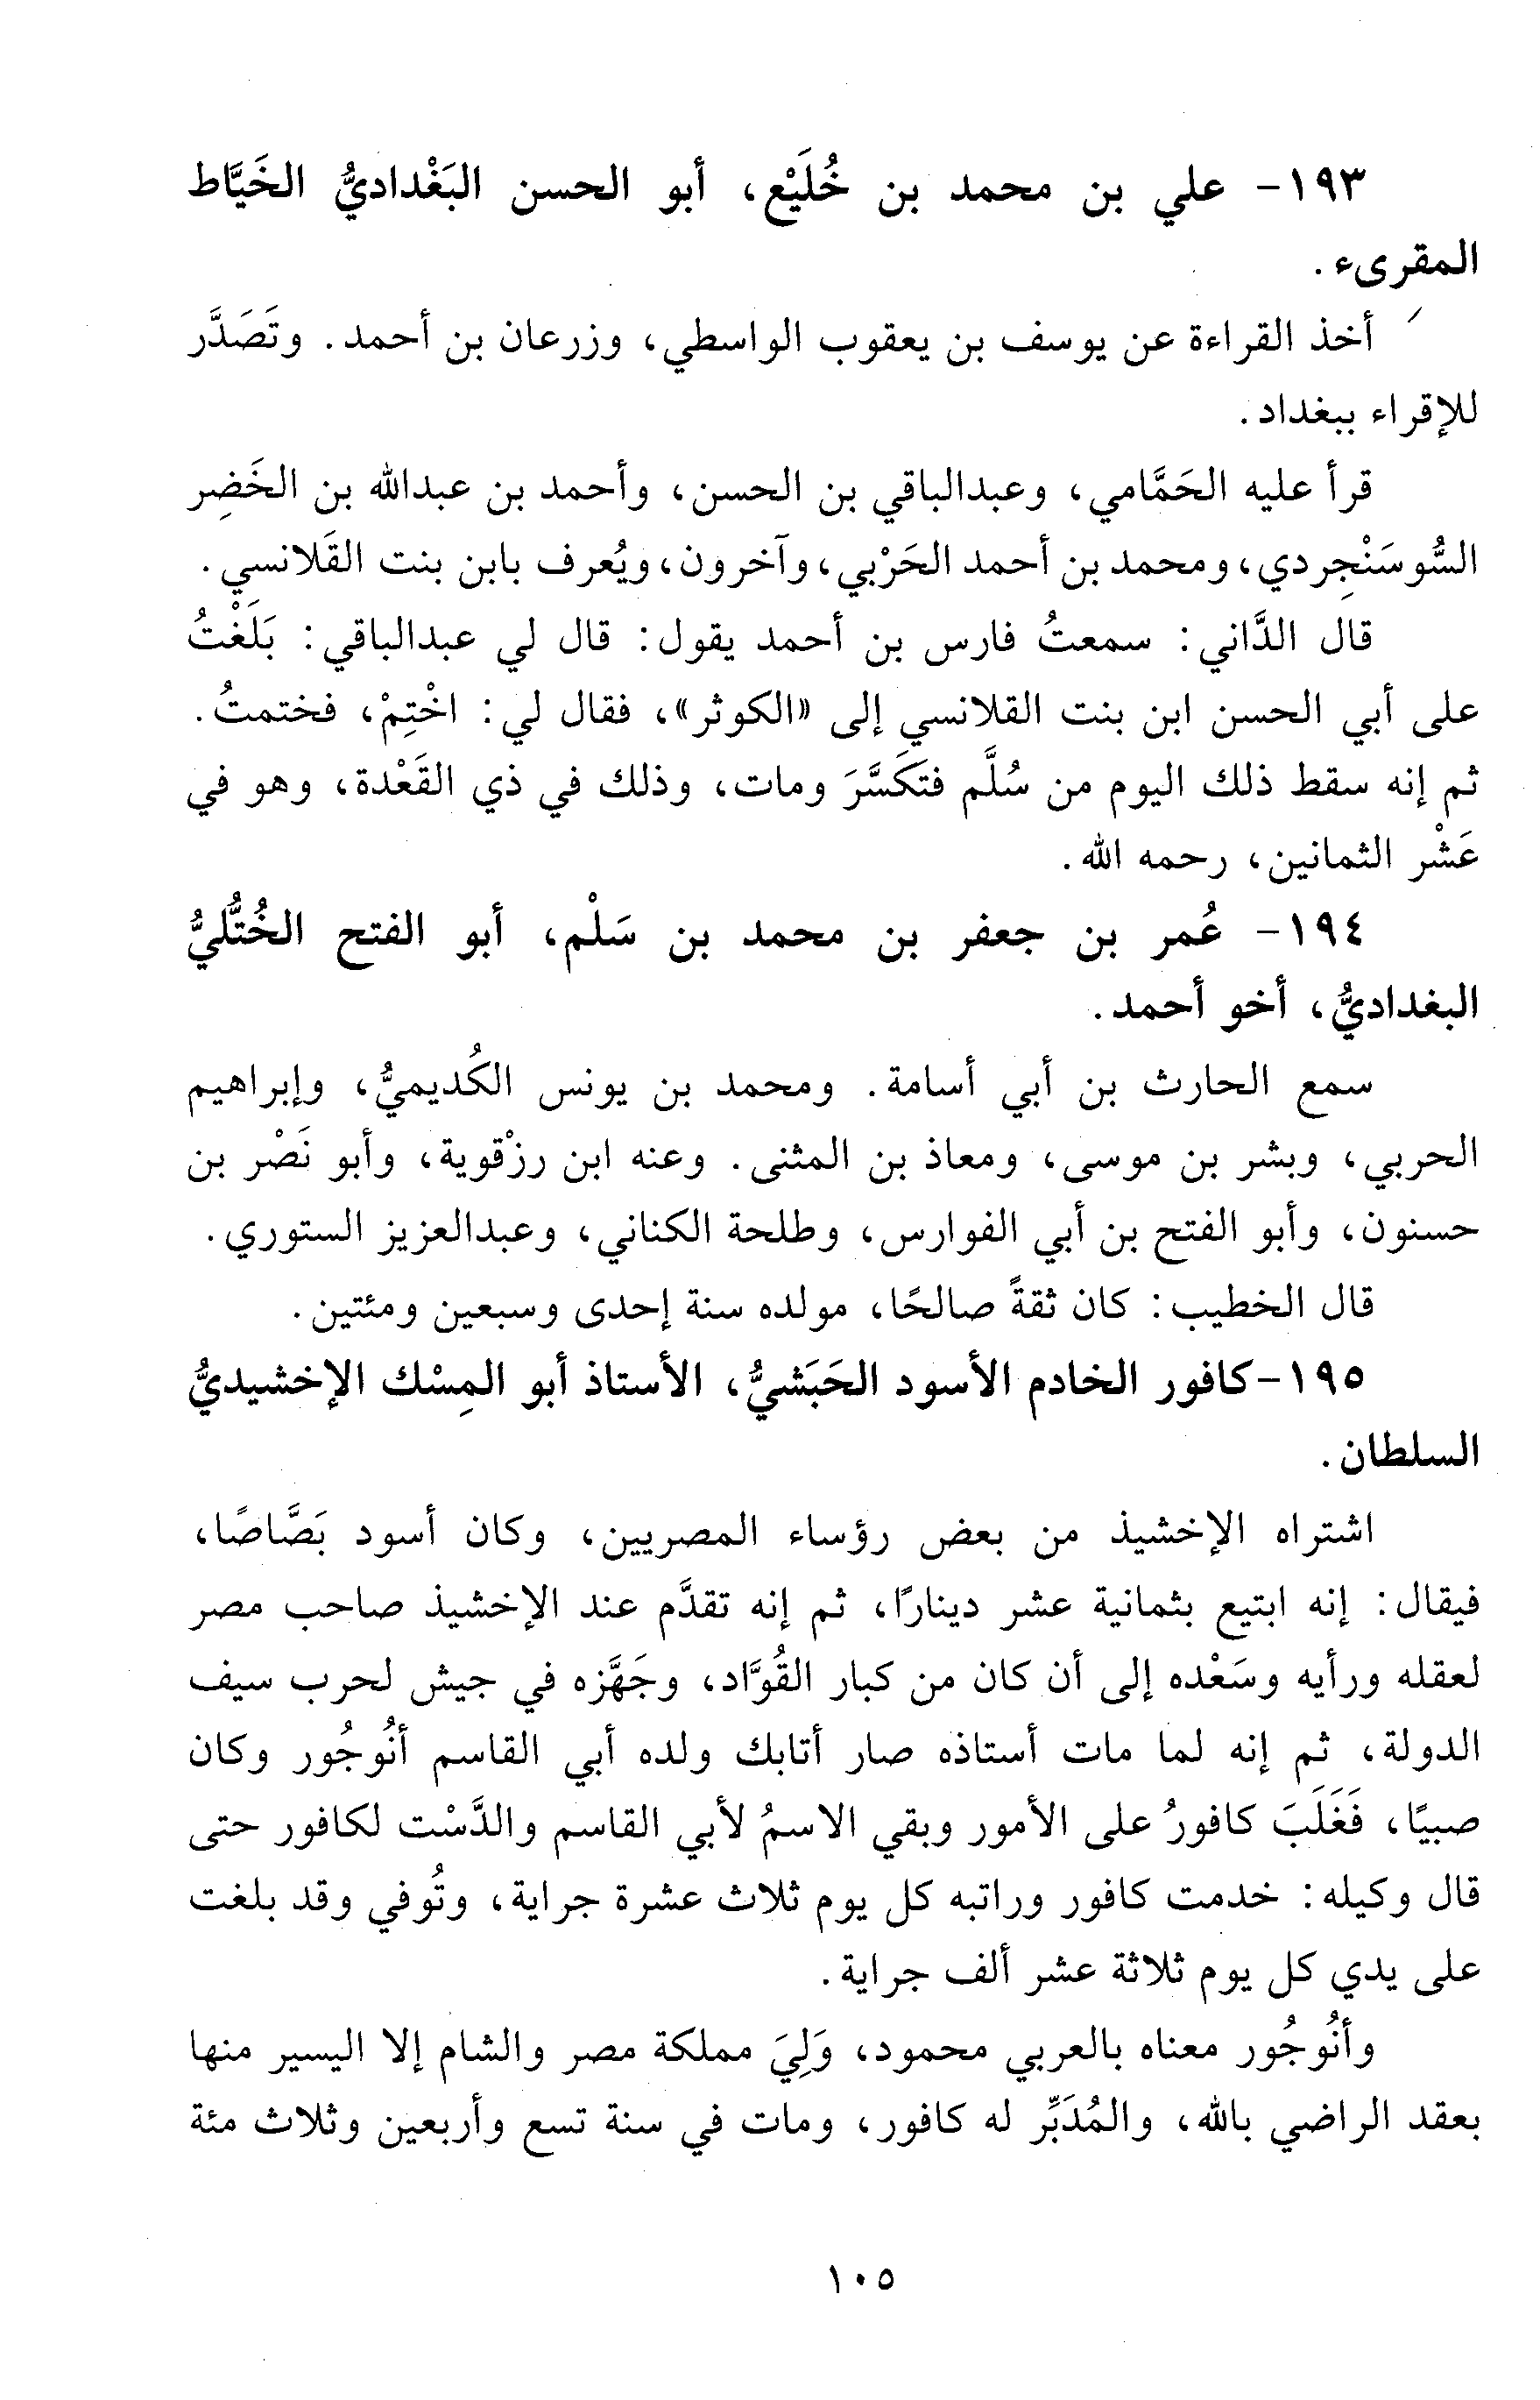 ١٩٣- علي بن محمد بن خُلَيْع، أبو الحسن البَغْداديُّ الخَيَّاط
المقرىء.
أخذ القراءة عن يوسف بن يعقوب الواسطي، وزرعان بن أحمد. وتَصَدَّر
للإقراء ببغداد.
قرأ عليه الحَمَّامي، وعبدالباقي بن الحسن، وأحمد بن عبدالله بن الخَضِر
السُّوسَنْجِردي، ومحمد بن أحمد الحَرْبي، وآخرون، ويُعرف بابن بنت القَلانسي.
قال الدَّاني: سمعتُ فارس بن أحمد يقول: قال لي عبدالباقي: بَلَغْتُ
على أبي الحسن ابن بنت القلانسي إلى «الكوثر»، فقال لي: اخْتِمْ، فختمتُ.
ثم إنه سقط ذلك اليوم من سُلَّم فتَكَسَّرَ ومات، وذلك في ذي القَعْدة، وهو في
عَشْر الثمانين، رحمه الله.
١٩٤- عُمر بن جعفر بن محمد بن سَلْم، أبو الفتح الخُتُّليُّ
البغداديُّ، أخو أحمد.
سمع الحارث بن أبي أسامة. ومحمد بن يونس الكُديميُّ، وإبراهيم
الحربي، وبشر بن موسى، ومعاذ بن المثنى. وعنه ابن رزْقوية، وأبو نَصْر بن
حسنون، وأبو الفتح بن أبي الفوارس، وطلحة الكناني، وعبدالعزيز الستوري.
قال الخطيب: كان ثقةً صالحًا، مولده سنة إحدى وسبعين ومئتين.
١٩٥-كافور الخادم الأسود الحَبَشيُّ، الأستاذ أبو المِسْك الإخشيديُّ
السلطان.
اشتراه الإخشيذ من بعض رؤساء المصريين، وكان أسود بَصَّاصًا،
فيقال: إنه ابتيع بثمانية عشر دينارًا، ثم إنه تقدَّم عند الإخشيذ صاحب مصر
لعقله ورأيه وسَعْده إلى أن كان من كبار القُوَّاد، وجَهَّزه في جيش لحرب سيف
الدولة، ثم إنه لما مات أستاذه صار أتابك ولده أبي القاسم أنُوجُور وكان
صبيًا، فَغَلَبَ كافورُ على الأمور وبقي الاسمُ لأبي القاسم والدَّسْت لكافور حتى
قال وكيله: خدمت كافور وراتبه كل يوم ثلاث عشرة جراية، وتُوفي وقد بلغت
على يدي كل يوم ثلاثة عشر ألف جراية.
وأنُوجُور معناه بالعربي محمود، وَلِيَ مملكة مصر والشام إلا اليسير منها
بعقد الراضي بالله، والمُدَبِّر له كافور، ومات في سنة تسع وأربعين وثلاث مئة
١٠٥